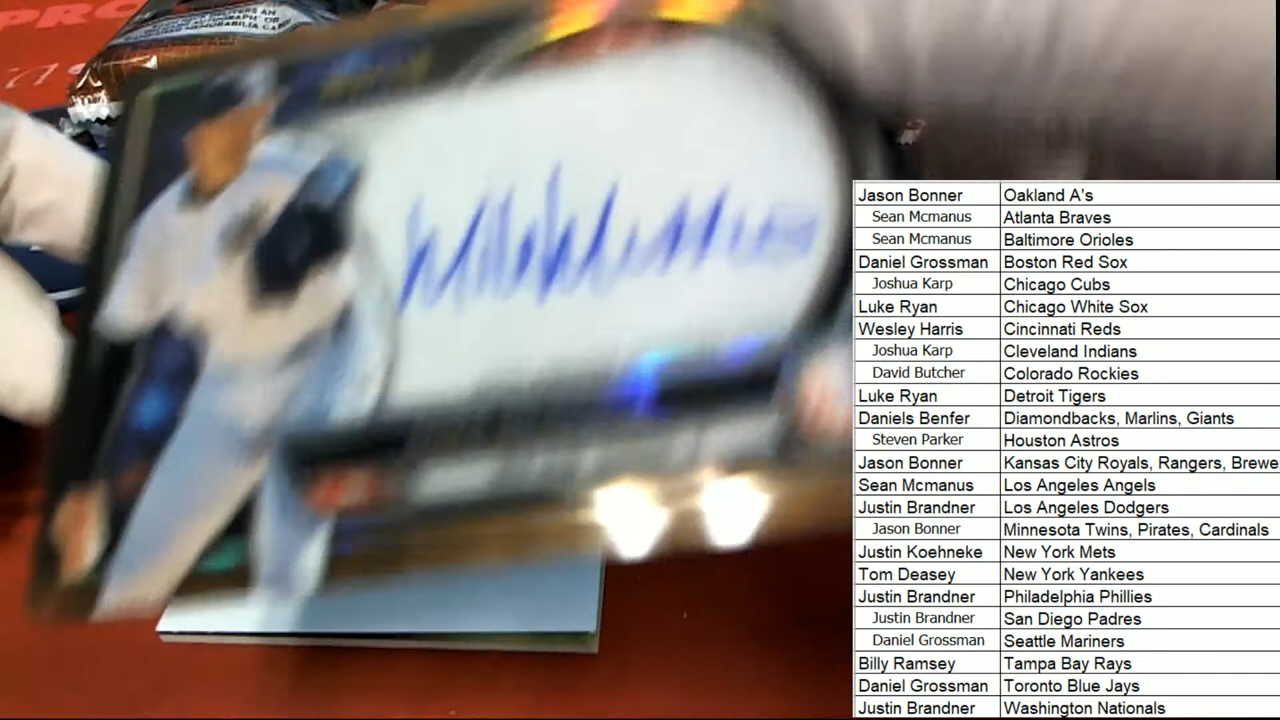 PRO
Jason Bonner Oakland A's
Sean Mcmanus Atlanta Braves
Sean Mcmanus Baltimore Orioles
Daniel Grossman Boston Red Sox
Joshua Karp Chicago Cubs
Luke Ryan Chicago White Sox
Wesley Harris Cincinnati Reds
Joshua Karp Cleveland Indians
David Butcher Colorado Rockies
Luke Ryan Detroit Tigers
Daniels Benfer Diamondbacks, Marlins, Giants
Steven Parker Houston Astros
Jason Bonner Kansas City Royals, Rangers, Brewe
Sean Mcmanus Los Angeles Angels
Justin Brandner Los Angeles Dodgers
Jason Bonner Minnesota Twins, Pirates, Cardinals
Justin Koehneke New York Mets
Tom Deasey New York Yankees
Justin Brandner Philadelphia Phillies
Justin Brandner San Diego Padres
Daniel Grossman Seattle Mariners
Billy Ramsey Tampa Bay Rays
Daniel Grossman Toronto Blue Jays
Justin Brandner Washington Nationals